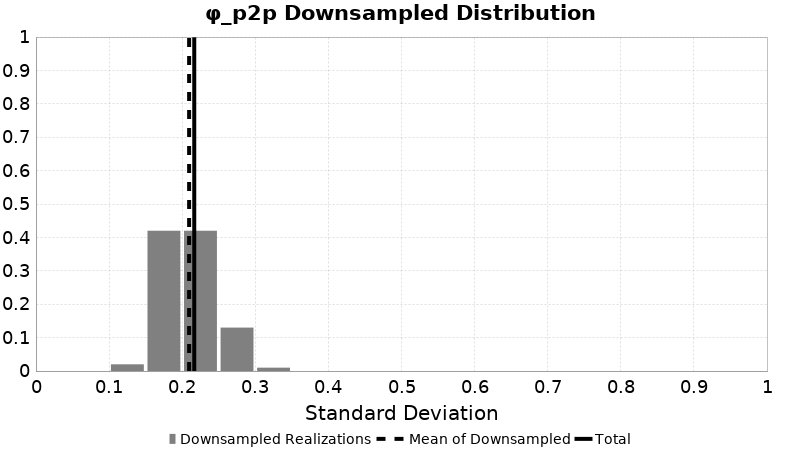 φ_p2p Downsampled Distribution
1
0.9
0.8
0.7
0.6
0.5
0.4
0.3
0.2
0.1
0
0 0.1 0.2 0.3 0.4 0.5 0.6 0.7 0.8 0.9 1
Standard Deviation
Downsampled Realizations Mean of Downsampled Total